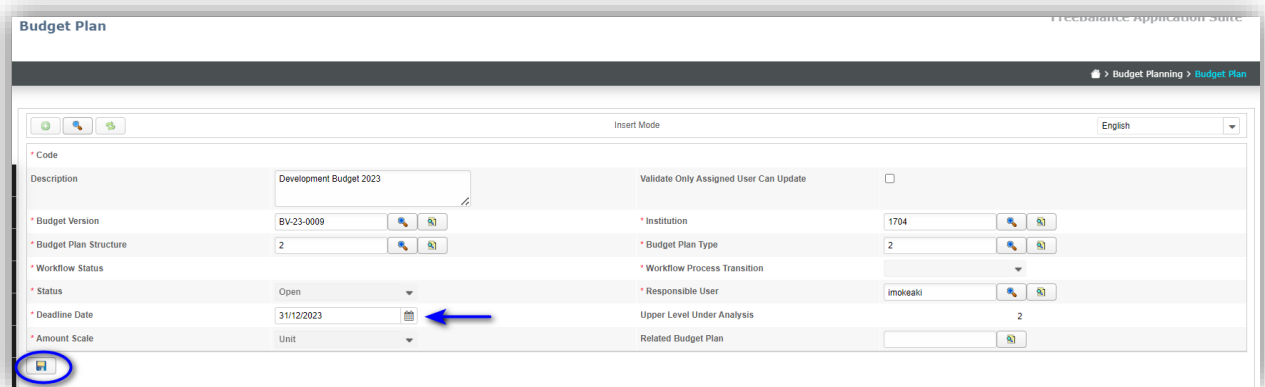 Budget Plan
FreeBalance Application Suite
> Budget Planning > Budget Plan
Insert Mode
English
* Code
Description
Development Budget 2023
Validate Only Assigned User Can Update
* Budget Version
BV-23-0009
* Institution
1704
* Budget Plan Structure
2
* Budget Plan Type
2
* Workflow Status
* Workflow Process Transition
* Status
Open
* Responsible User
imokeaki
* Deadline Date
31/12/2023
Upper Level Under Analysis
2
* Amount Scale
Unit
Related Budget Plan